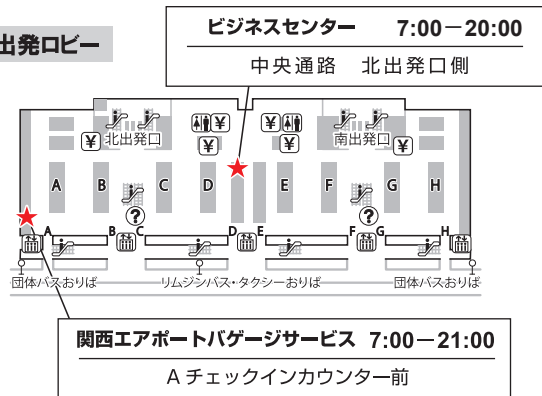 出発ロビー
ビジネスセンター 7:00－20:00
中央通路 北出発口側
¥ ¥ ¥ ¥ ¥ ¥
北出発口 南出発口
A B C D E F G H
? ?
A B C D E F G H
団体バスおりば リムジンバス・タクシーおりば 団体バスおりば
関西エアポートバゲージサービス 7:00－21:00
A チェックインカウンター前